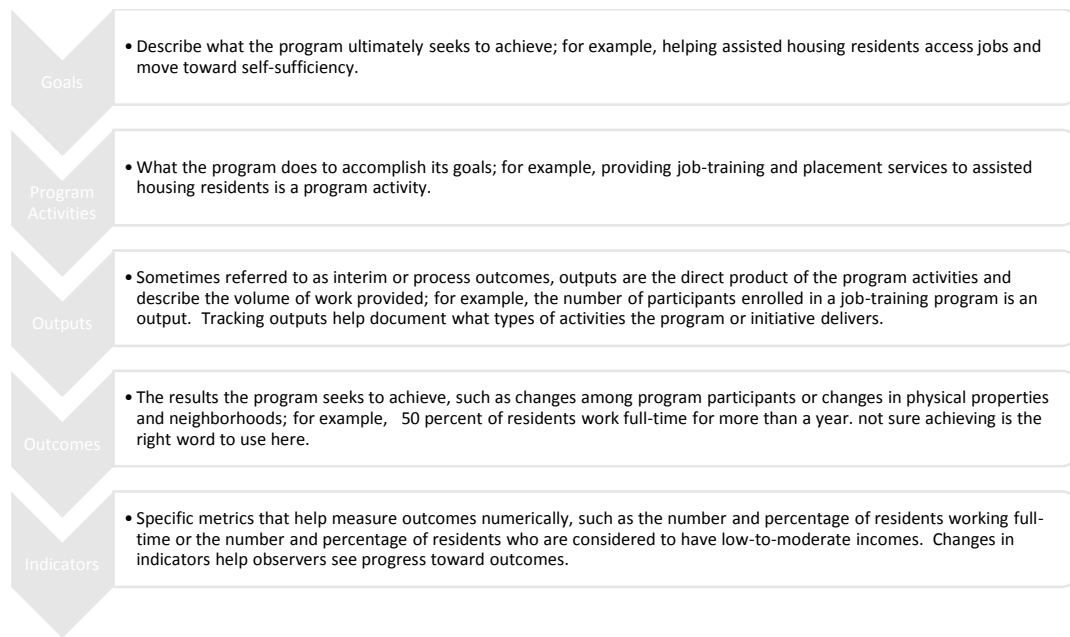 Goals
• Describe what the program ultimately seeks to achieve; for example, helping assisted housing residents access jobs and
move toward self-sufficiency.
Program
Activities
• What the program does to accomplish its goals; for example, providing job-training and placement services to assisted
housing residents is a program activity.
Outputs
• Sometimes referred to as interim or process outcomes, outputs are the direct product of the program activities and
describe the volume of work provided; for example, the number of participants enrolled in a job-training program is an
output.  Tracking outputs help document what types of activities the program or initiative delivers.
Outcomes
• The results the program seeks to achieve, such as changes among program participants or changes in physical properties
and neighborhoods; for example,   50 percent of residents work full-time for more than a year. not sure achieving is the
right word to use here.
Indicators
• Specific metrics that help measure outcomes numerically, such as the number and percentage of residents working full-
time or the number and percentage of residents who are considered to have low-to-moderate incomes.  Changes in
indicators help observers see progress toward outcomes.